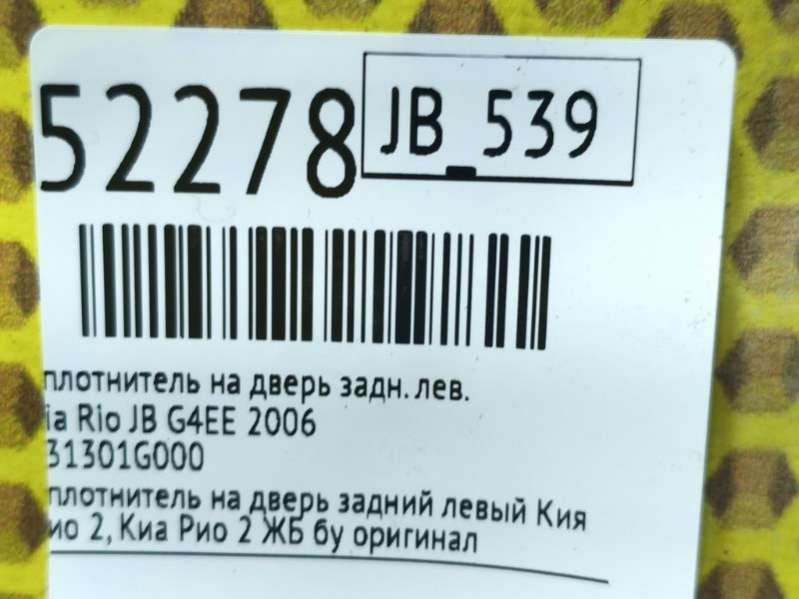 52278
JB_539
плотнитель на дверь задн. лев.
ia Rio JB G4EE 2006
31301G000
плотнитель на дверь задний левый Кия
ио 2, Киа Рио 2 ЖБ бу оригинал